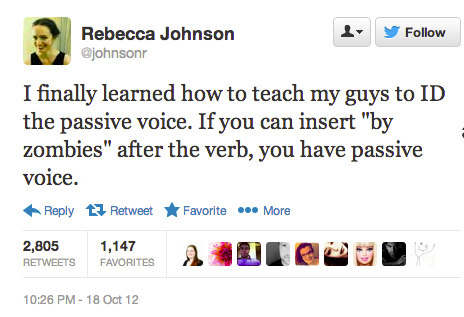 Rebecca Johnson
@johnsonr
Follow
I finally learned how to teach my guys to ID
the passive voice. If you can insert "by
zombies" after the verb, you have passive
voice.
Reply Retweet Favorite More
2,805 1,147
RETWEETS FAVORITES
10:26 PM - 18 Oct 12